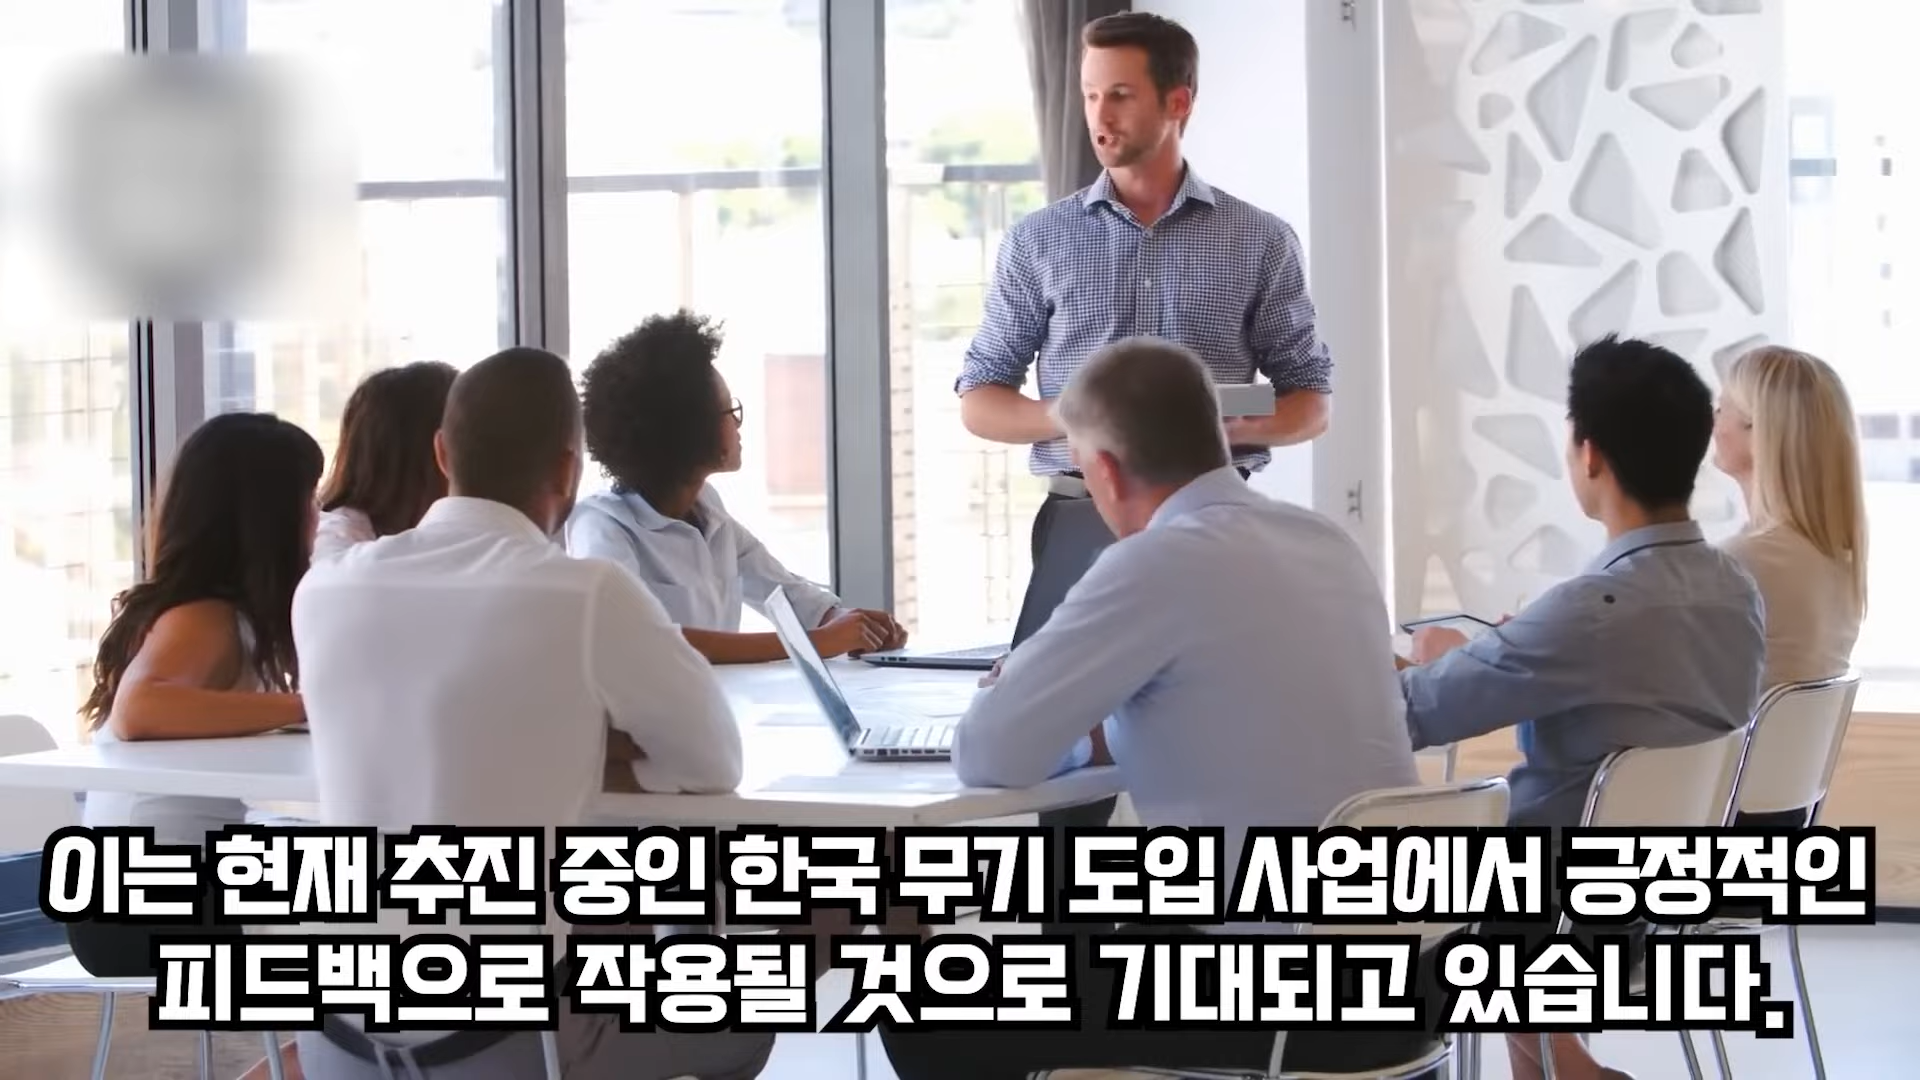 이는 현재 추진 중인 한국 무기 도입 사업에서 긍정적인
피드백으로 작용될 것으로 기대되고 있습니다.